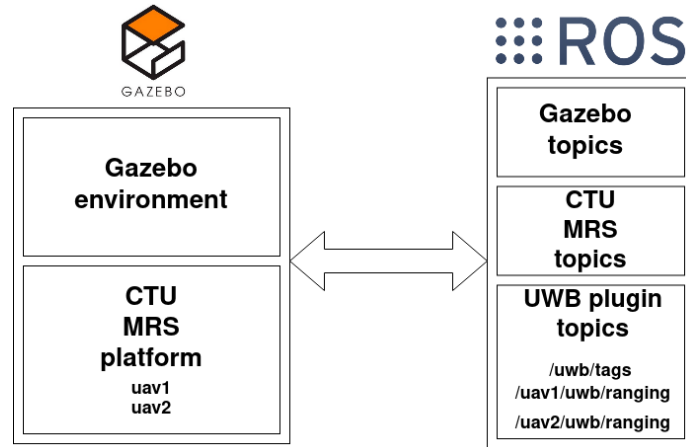 GAZEBO
Gazebo
environment
CTU
MRS
platform
uav1
uav2
ROS
Gazebo
topics
CTU
MRS
topics
UWB plugin
topics
/uwb/tags
/uav1/uwb/ranging
/uav2/uwb/ranging